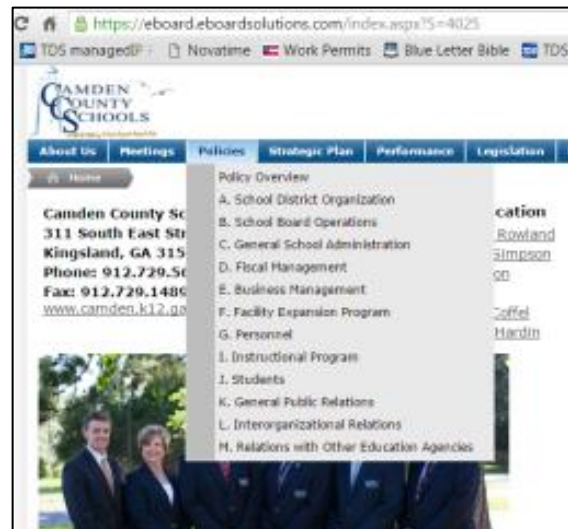 https://eboard.eboardsolutions.com/index.aspx?S=4025
TDS managedIP Novatime Work Permits Blue Letter Bible TDS
CAMDEN
COUNTY
SCHOOLS
About Us Meetings Policies Strategic Plan Performance Legislation
Home
Policy Overview
A. School District Organization
B. School Board Operations
C. General School Administration
D. Fiscal Management
E. Business Management
F. Facility Expansion Program
G. Personnel
I. Instructional Program
J. Students
K. General Public Relations
L. Interorganizational Relations
M. Relations with Other Education Agencies
Camden County Sc
311 South East Str
Kingsland, GA 315
Phone: 912.729.56
Fax: 912.729.1489
www.camden.k12.ga
cation
Rowland
Simpson
on
Coffel
Hardin